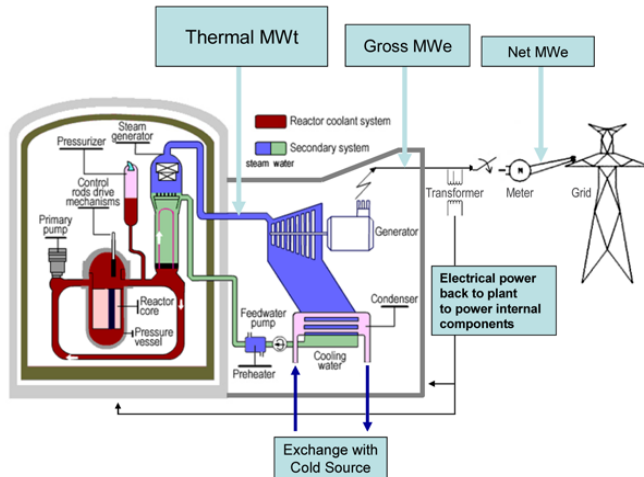 Thermal MWt
Gross MWe
Net MWe
Steam
generator
Pressurizer
Control
rods drive
mechanisms
Primary
pump
Reactor coolant system
Secondary system
steam water
Transformer
Meter
M
Grid
Generator
Electrical power
back to plant
to power internal
components
Condenser
Feedwater
pump
Reactor
core
Pressure
vessel
Preheater
Cooling
water
Exchange with
Cold Source